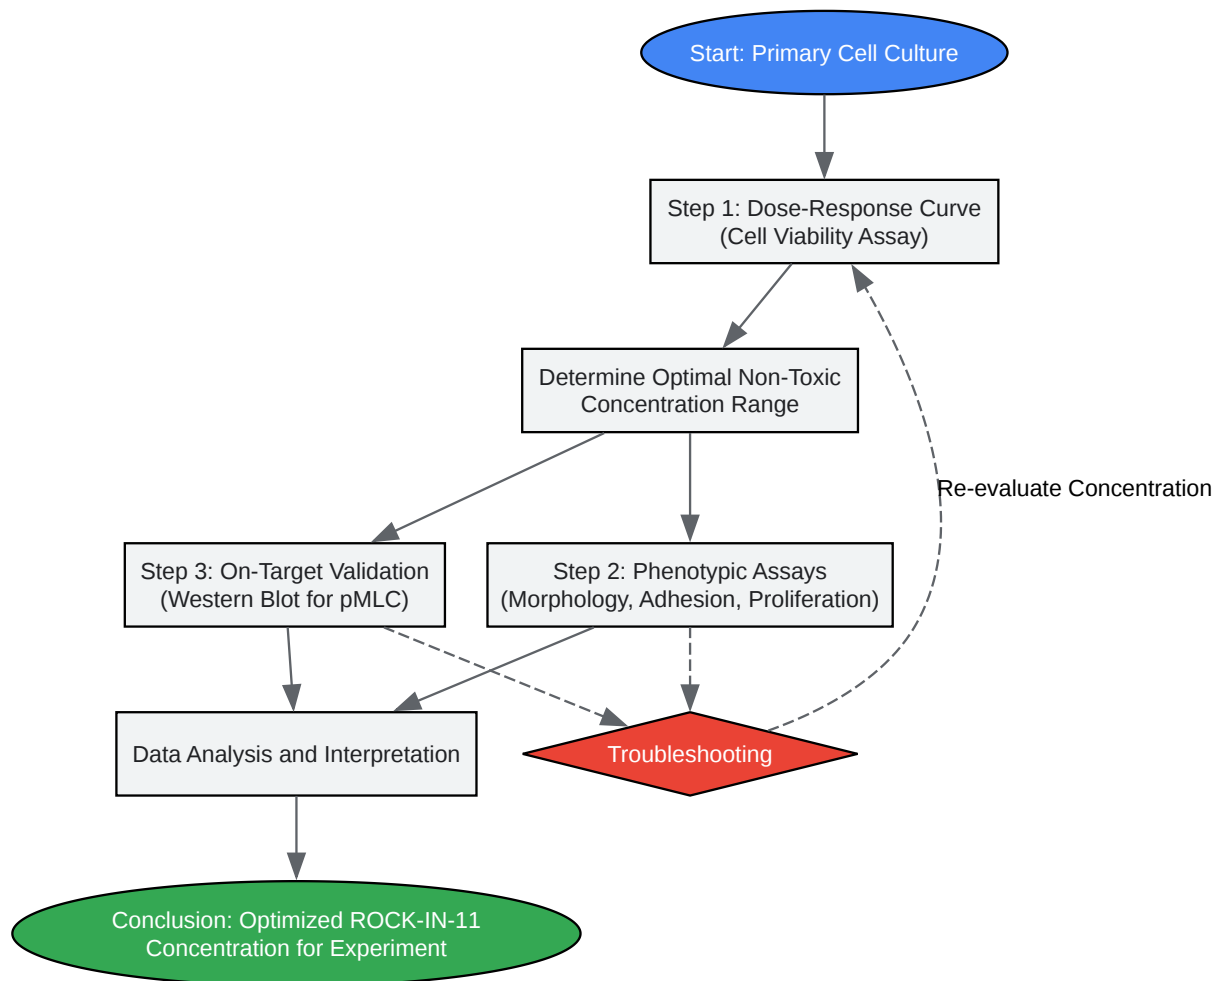 Start: Primary Cell Culture
Step 1: Dose-Response Curve
(Cell Viability Assay)
Determine Optimal Non-Toxic
Concentration Range
Re-evaluate Concentration
Step 3: On-Target Validation
(Western Blot for pMLC)
Step 2: Phenotypic Assays
(Morphology, Adhesion, Proliferation)
Data Analysis and Interpretation
Troubleshooting
Conclusion: Optimized ROCK-IN-11
Concentration for Experiment